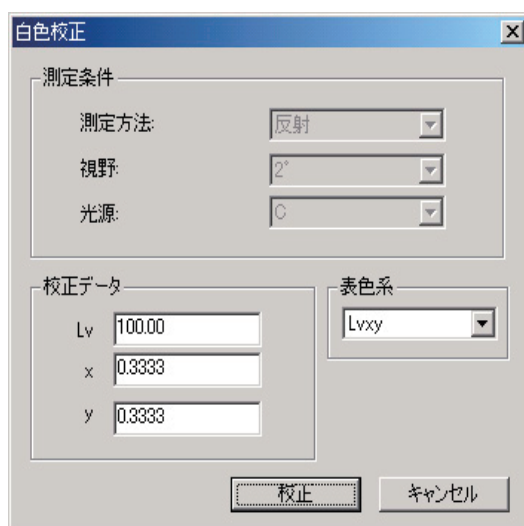 白色校正
測定条件
測定方法: 反射
視野: 2°
光源: C
校正データ
Lv 100.00
x 0.3333
y 0.3333
表色系
Lvxy
校正 キャンセル